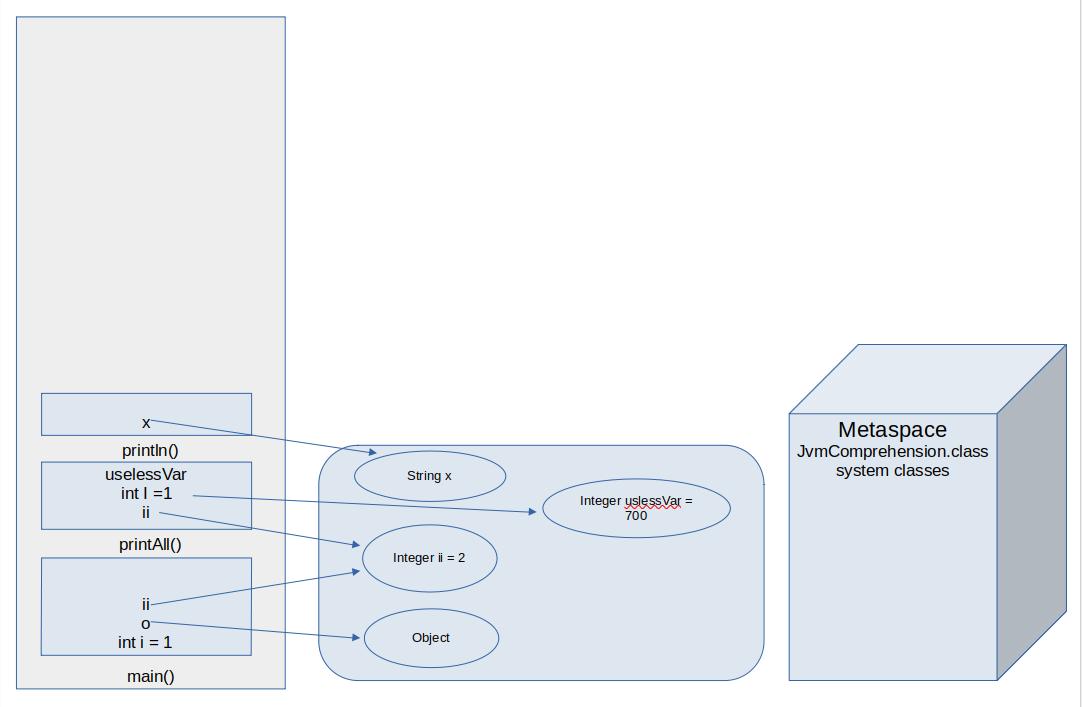 x
println()
uselessVar
int I =1
ii
printAll()
ii
o
int i = 1
main()
String x
Integer uslessVar =
700
Integer ii = 2
Object
Metaspace
JvmComprehension.class
system classes